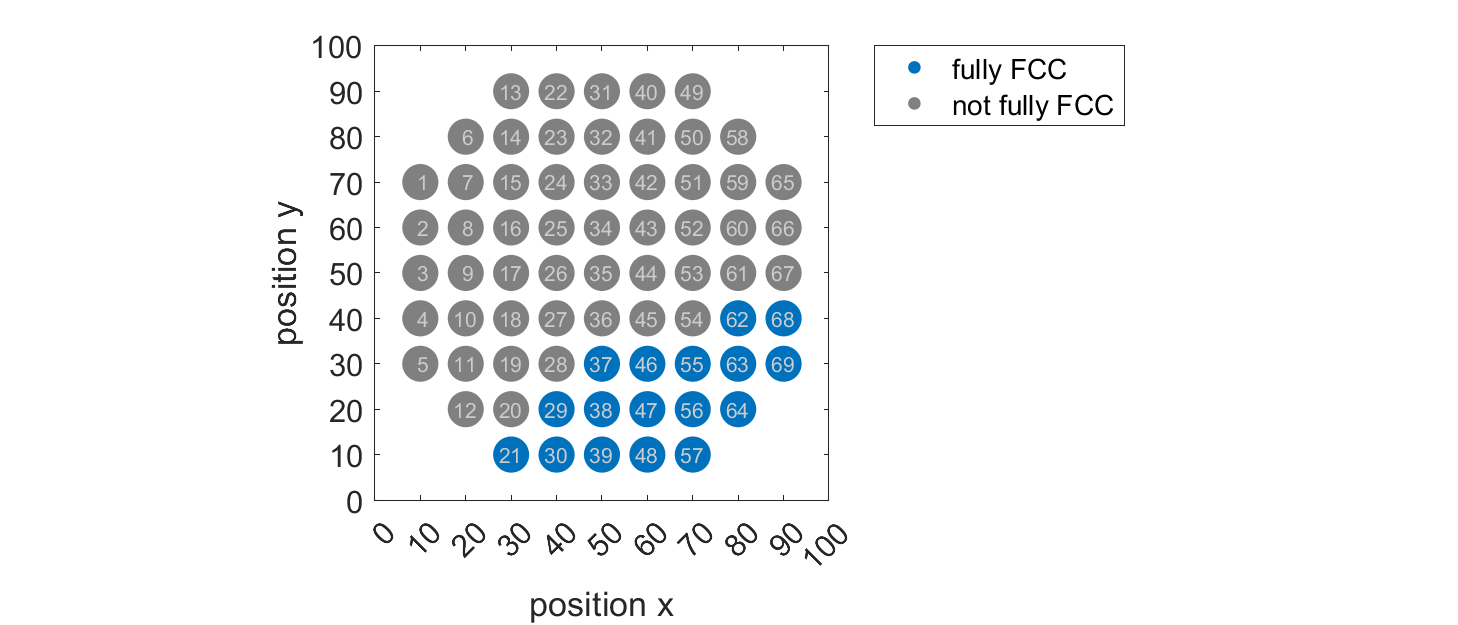 100
90
80
70
60
50
40
30
20
10
0
position y
13 22 31 40 49
6 14 23 32 41 50 58
1 7 15 24 33 42 51 59 65
2 8 16 25 34 43 52 60 66
3 9 17 26 35 44 53 61 67
4 10 18 27 36 45 54 62 68
5 11 19 28 37 46 55 63 69
12 20 29 38 47 56 64
21 30 39 48 57
0 10 20 30 40 50 60 70 80 90 100
position x
fully FCC
not fully FCC